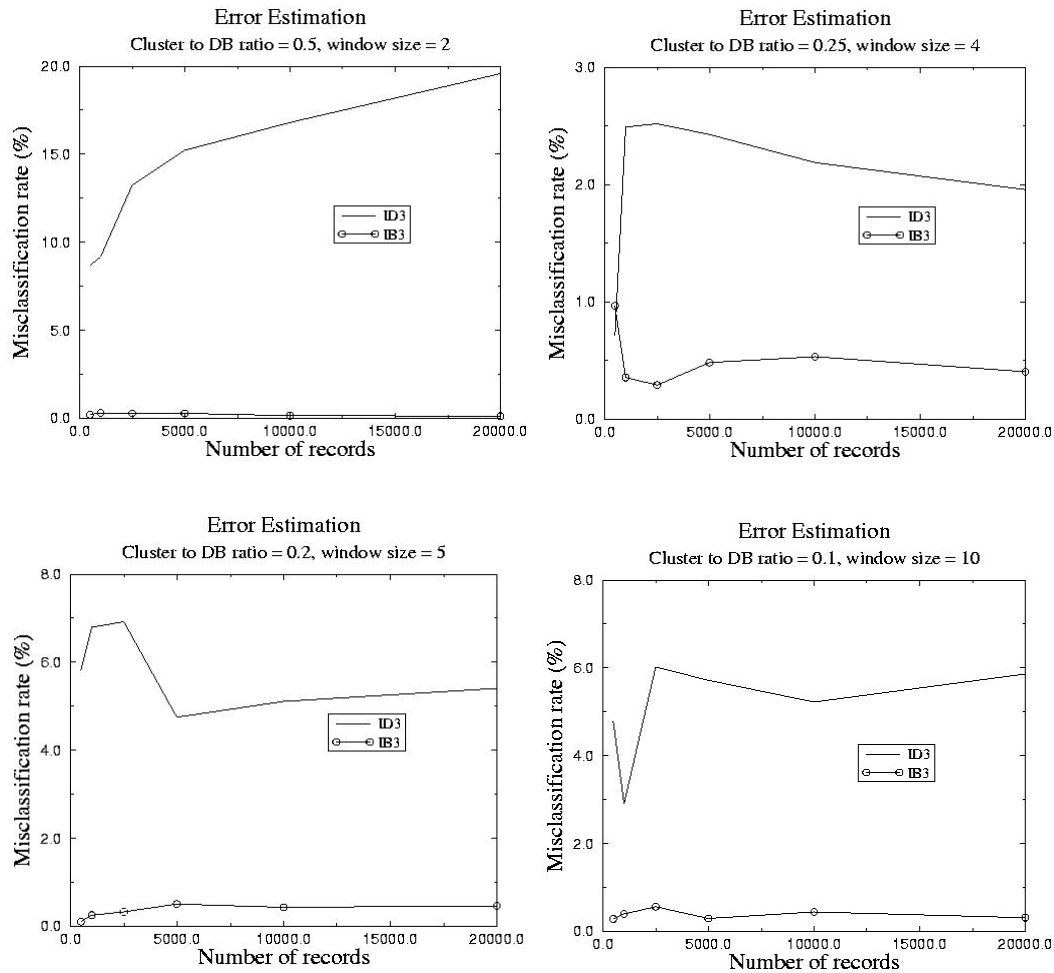 Error Estimation
Cluster to DB ratio = 0.5, window size = 2
20.0
15.0
10.0
5.0
0.0
Misclassification rate (%)
ID3
IB3
0.0 5000.0 10000.0 15000.0 20000.0
Number of records
Error Estimation
Cluster to DB ratio = 0.25, window size = 4
3.0
2.0
1.0
0.0
Misclassification rate (%)
ID3
IB3
0.0 5000.0 10000.0 15000.0 20000.0
Number of records
Error Estimation
Cluster to DB ratio = 0.2, window size = 5
8.0
6.0
4.0
2.0
0.0
Misclassification rate (%)
ID3
IB3
0.0 5000.0 10000.0 15000.0 20000.0
Number of records
Error Estimation
Cluster to DB ratio = 0.1, window size = 10
8.0
6.0
4.0
2.0
0.0
Misclassification rate (%)
ID3
IB3
0.0 5000.0 10000.0 15000.0 20000.0
Number of records